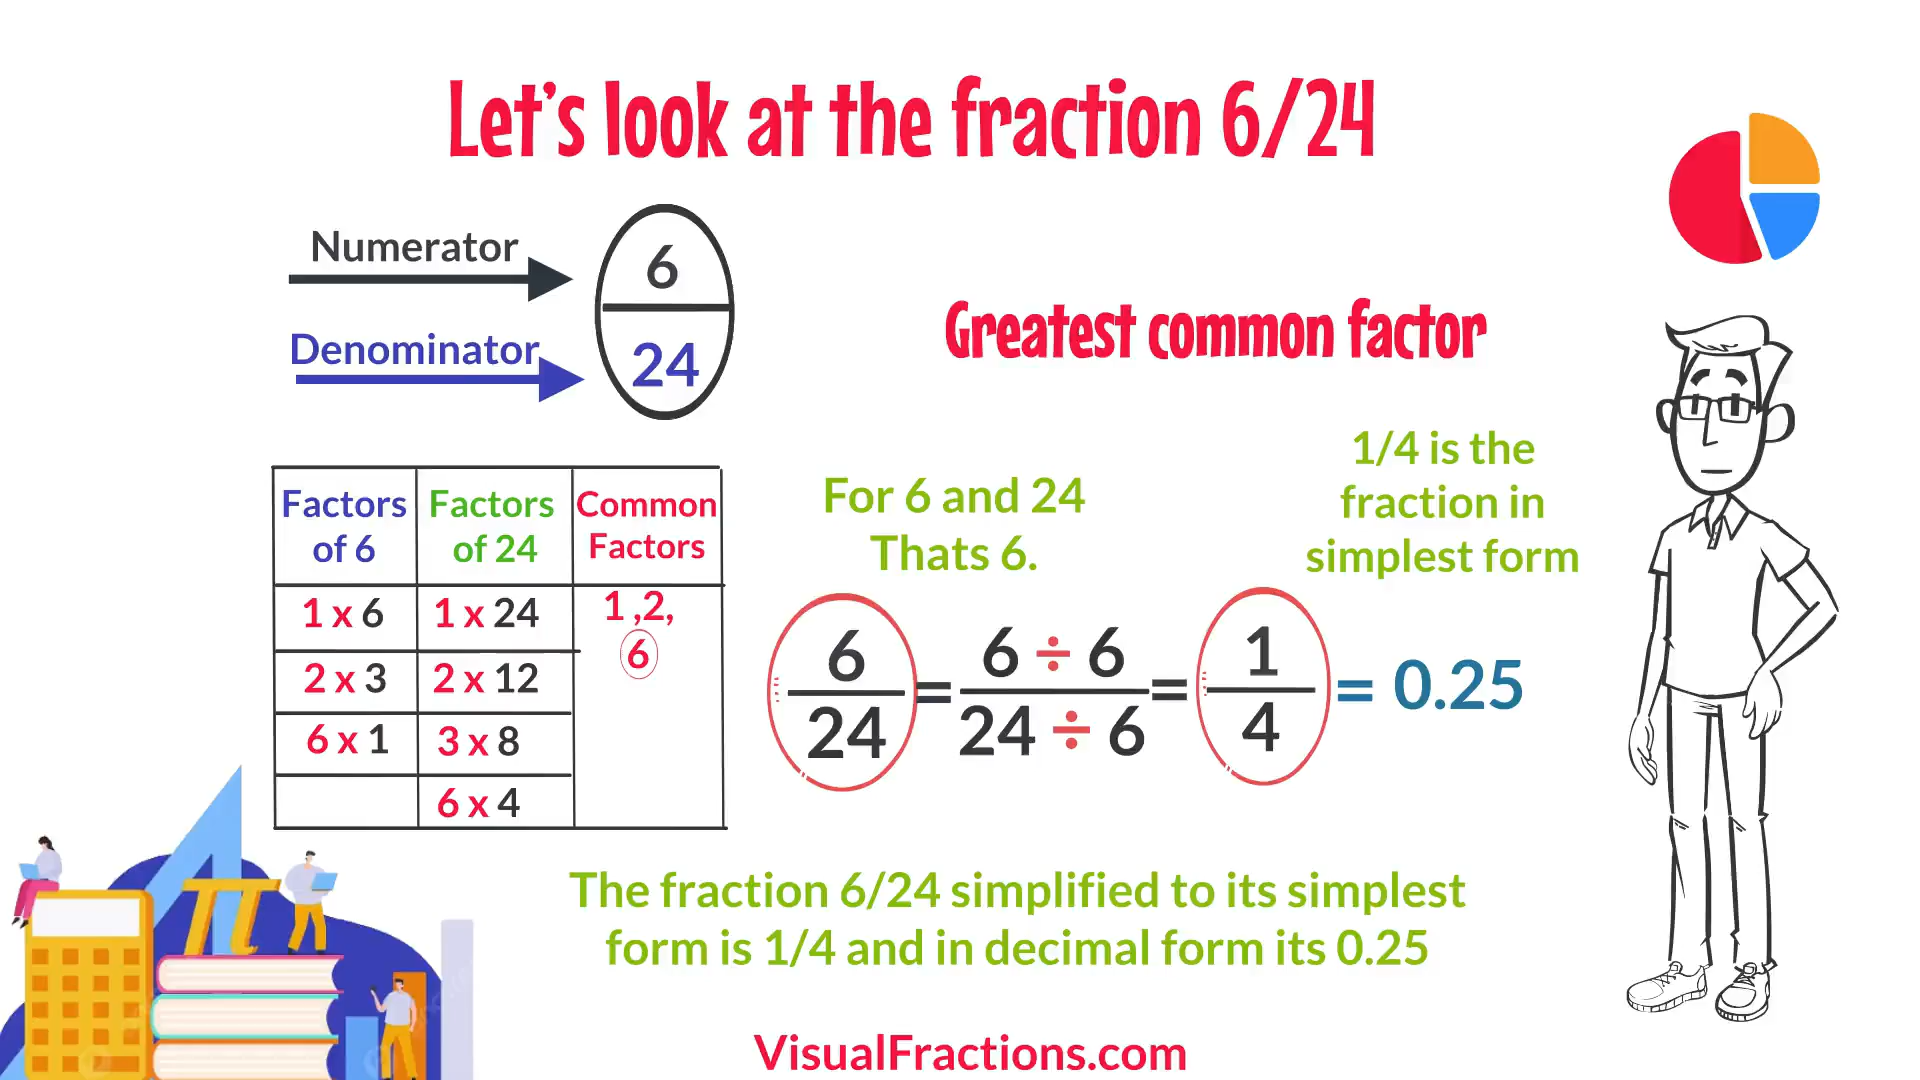 Let's look at the fraction 6/24
Numerator
6
Denominator
24
Greatest common factor
Factors of 6
Factors of 24
Common Factors
1 x 6
1 x 24
1 ,2,
6
2 x 3
2 x 12
6 x 1
3 x 8
6 x 4
For 6 and 24
Thats 6.
1/4 is the
fraction in
simplest form
6/24 = 6 ÷ 6/24 ÷ 6 = 1/4 = 0.25
The fraction 6/24 simplified to its simplest
form is 1/4 and in decimal form its 0.25
π
VisualFractions.com